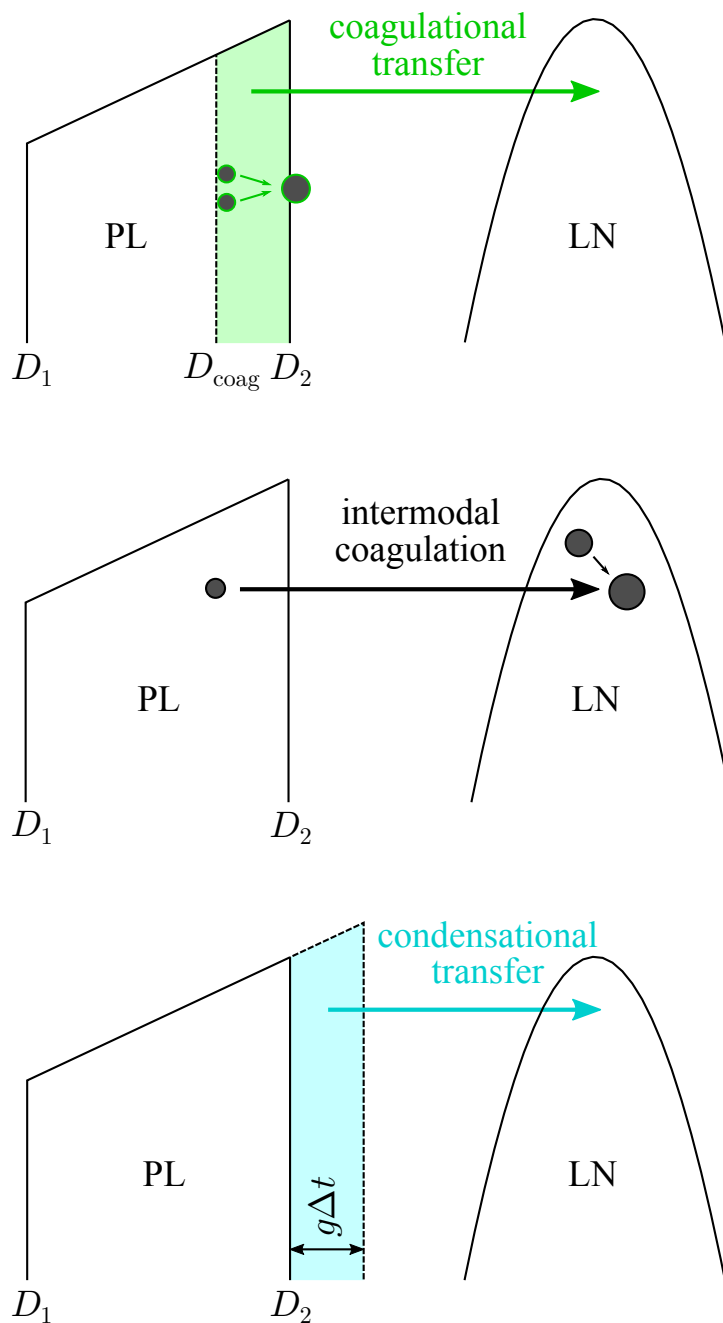 coagulational
transfer
PL
LN
D₁
D_coag
D₂
intermodal
coagulation
PL
LN
D₁
D₂
condensational
transfer
PL
LN
gΔt
D₁
D₂